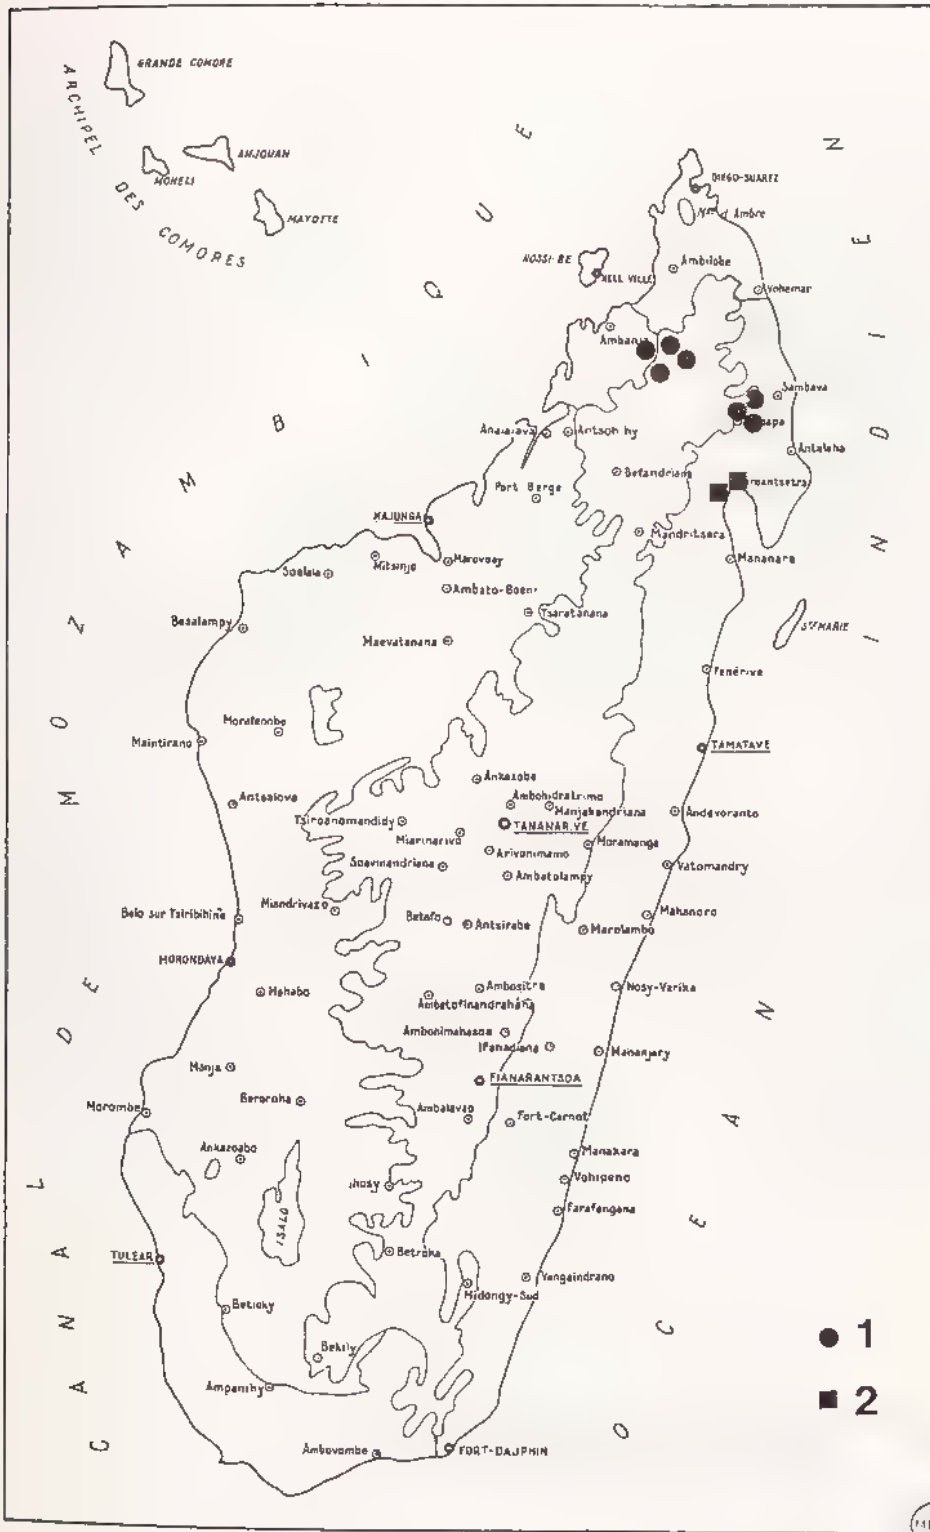 GRANDE COMORE
ARCHIPEL DES COMORES
ANJOUAN
MOHELI
MAYOTTE
DIEGO-SUAREZ
d'Ambre
NOSSI-BE
HELL VILLE
Ambilobe
Vohemar
Ambanja
Sambava
Analalava
Antsohihy
Antalaha
Befandriana
Port Bergé
MAJUNGA
Mandritsara
Mananara
Soalala
Mitsinjo
Marovoay
Ambato-Boeni
Tsaratanana
Besalampy
Maevatanana
Ste MARIE
Fenérive
Morafenobe
Maintirano
TAMATAVE
Ankazobe
Antsalova
Ambohidratrimo
Manjakandriana
Andevoranto
Tsiroanomandidy
TANANARIVE
Miarinarivo
Moramanga
Arivonimamo
Soavinandriana
Vatomandry
Ambatolampy
Miandrivazo
Belo sur Tsiribihina
Betafo
Antsirabe
Mahanoro
Marolambo
MORONDAVA
Mahabo
Ambositra
Nosy-Varika
Ambatofinandrahana
Ambohimahasoa
Ifanadiana
Mananjary
Manja
FIANARANTSOA
Beroroha
Morombe
Ambalavao
Fort-Carnot
Ankazoabo
Manakara
Vohipeno
Ihosy
Farafangana
ISALO
TULEAR
Betroka
Vangaindrano
Midongy-Sud
Betioky
Bekily
Ampanihy
Ambovombe
FORT-DAUPHIN
CANAL DE MOZAMBIQUE
OCEAN INDIEN
1
2